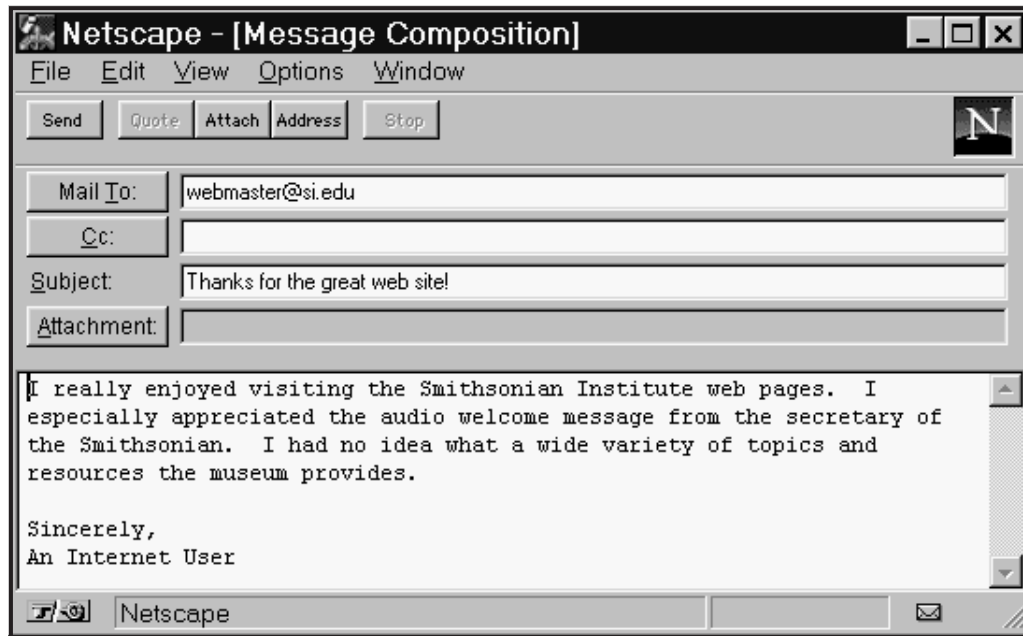 Netscape - [Message Composition]
File Edit View Options Window
Send Quote Attach Address Stop
N
Mail To: webmaster@si.edu
Cc:
Subject: Thanks for the great web site!
Attachment:
I really enjoyed visiting the Smithsonian Institute web pages.  I
especially appreciated the audio welcome message from the secretary of
the Smithsonian.  I had no idea what a wide variety of topics and
resources the museum provides.
Sincerely,
An Internet User
Netscape